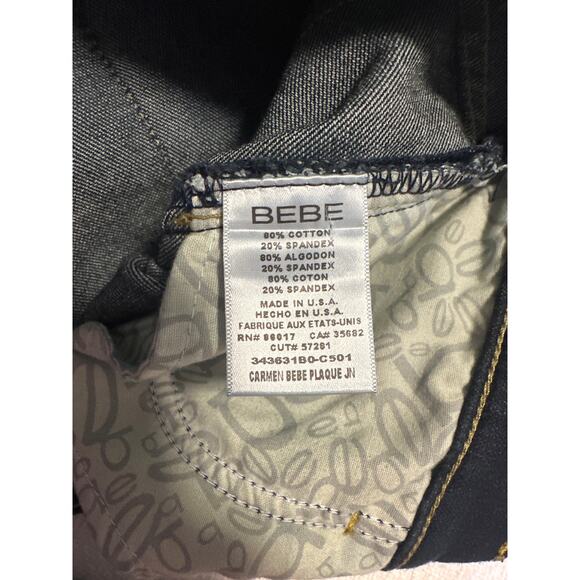 BEBE
80% COTTON
20% SPANDEX
80% ALGODON
20% SPANDEX
80% COTON
20% SPANDEX
MADE IN U.S.A.
HECHO EN U.S.A.
FABRIQUE AUX ETATS-UNIS
RN# 86017 CA# 35682
CUT# 57281
343631B0-C501
CARMEN BEBE PLAQUE JN